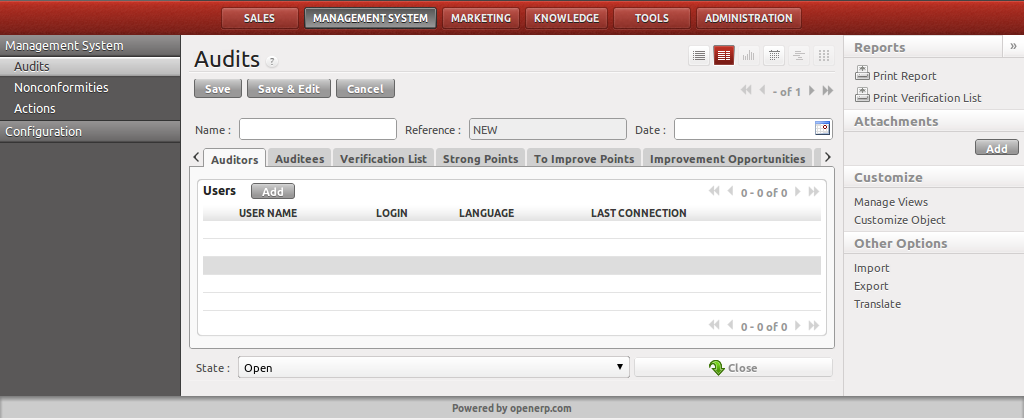 SALES MANAGEMENT SYSTEM MARKETING KNOWLEDGE TOOLS ADMINISTRATION
Management System
Audits
Nonconformities
Actions
Configuration
Audits ?
Save Save & Edit Cancel
- of 1
Name : Reference : NEW Date :
Auditors Auditees Verification List Strong Points To Improve Points Improvement Opportunities
Users Add 0 - 0 of 0
USER NAME LOGIN LANGUAGE LAST CONNECTION
0 - 0 of 0
State : Open Close
Reports »
Print Report
Print Verification List
Attachments
Add
Customize
Manage Views
Customize Object
Other Options
Import
Export
Translate
Powered by openerp.com